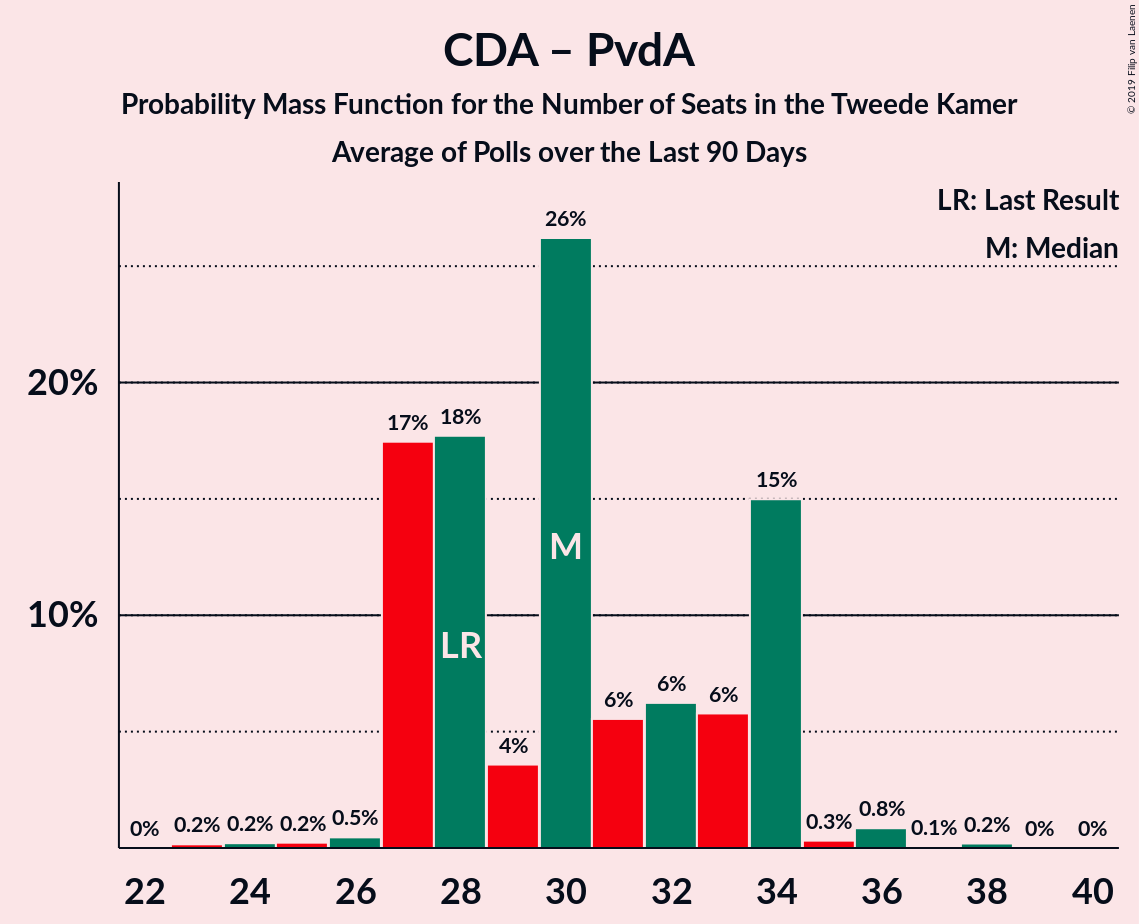 CDA – PvdA
Probability Mass Function for the Number of Seats in the Tweede Kamer
Average of Polls over the Last 90 Days
© 2019 Filip van Laenen
LR: Last Result
M: Median
26%
20%
17% 18%
15%
M
10%
LR
6% 6% 6%
4%
0% 0.2% 0.2% 0.2% 0.5% 0.3% 0.8% 0.1% 0.2% 0% 0%
22 24 26 28 30 32 34 36 38 40